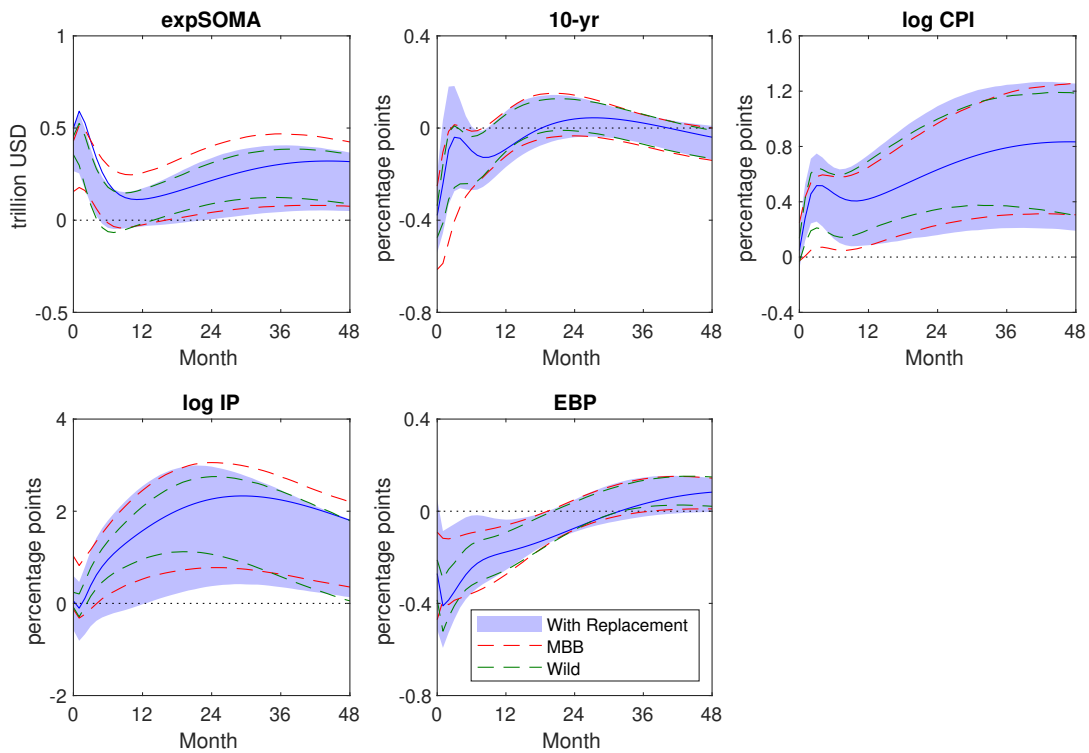 expSOMA
1
0.5
0
-0.5
trillion USD
0 12 24 36 48
Month
10-yr
0.4
0
-0.4
-0.8
percentage points
0 12 24 36 48
Month
log CPI
1.6
1.2
0.8
0.4
0
-0.4
percentage points
0 12 24 36 48
Month
log IP
4
2
0
-2
percentage points
0 12 24 36 48
Month
EBP
0.4
0
-0.4
-0.8
percentage points
0 12 24 36 48
Month
With Replacement
MBB
Wild